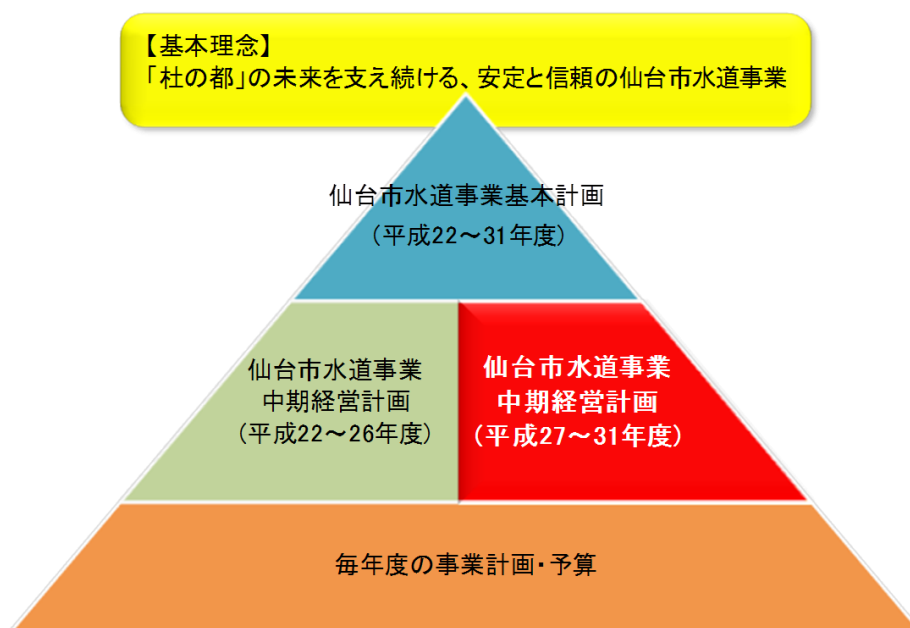 【基本理念】
「杜の都」の未来を支え続ける、安定と信頼の仙台市水道事業
仙台市水道事業基本計画
（平成22～31年度）
仙台市水道事業
中期経営計画
（平成22～26年度）
仙台市水道事業
中期経営計画
（平成27～31年度）
毎年度の事業計画・予算